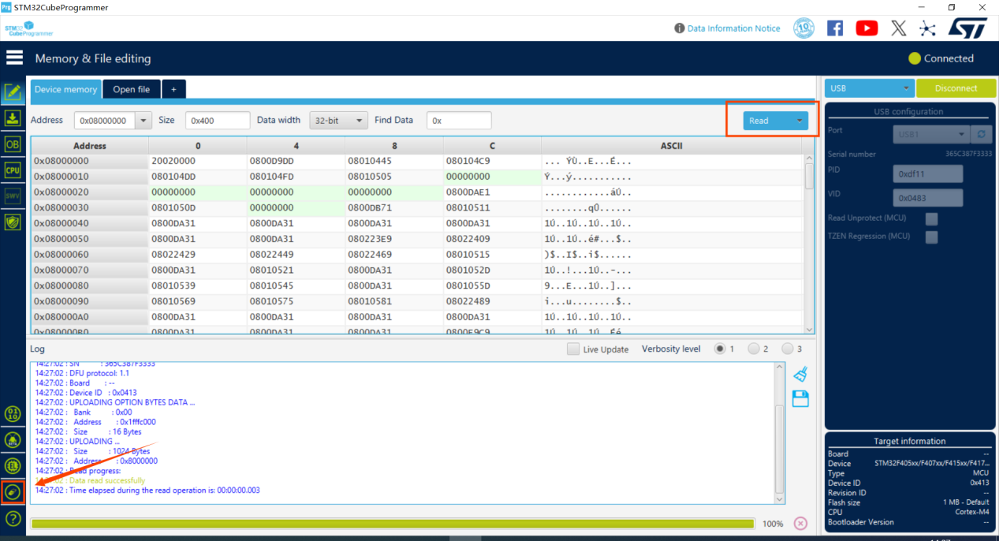 Prg STM32CubeProgrammer
STM32 CubeProgrammer
Data Information Notice
Memory & File editing
Connected
Device memory Open file +
USB Disconnect
Address 0x08000000 Size 0x400 Data width 32-bit Find Data 0x Read
Address 0 4 8 C ASCII
0x08000000 20020000 0800D9DD 08010445 080104C9 ... ÝÙ..E...É...
0x08000010 080104DD 080104FD 08010505 00000000 Ý...ý...........
0x08000020 00000000 00000000 00000000 0800DAE1 ............áÚ..
0x08000030 0801050D 00000000 0800DB71 08010511 ........qÛ......
0x08000040 0800DA31 0800DA31 0800DA31 0800DA31 1Ú..1Ú..1Ú..1Ú..
0x08000050 0800DA31 0800DA31 080223E9 08022409 1Ú..1Ú..é#...$..
0x08000060 08022429 08022449 08022469 08010515 )$..I$..i$......
0x08000070 0800DA31 08010521 0800DA31 0801052D 1Ú..!...1Ú..-...
0x08000080 08010539 08010545 0800DA31 0801055D 9...E...1Ú..]...
0x08000090 08010569 08010575 08010581 08022489 i...u........$..
0x080000A0 0800DA31 0800DA31 0800DA31 0800DA31 1Ú..1Ú..1Ú..1Ú..
0x080000B0 0800DA31 0800DA31 0800DA31 0800E9C9 1Ú..1Ú..1Ú..Éé..
USB configuration
Port USB1
Serial number 365C387F3333
PID 0xdf11
VID 0x0483
Read Unprotect (MCU)
TZEN Regression (MCU)
Log Live Update Verbosity level 1 2 3
14:27:02 : SN : 365C387F3333
14:27:02 : DFU protocol: 1.1
14:27:02 : Board : --
14:27:02 : Device ID : 0x0413
14:27:02 : UPLOADING OPTION BYTES DATA ...
14:27:02 : Bank : 0x00
14:27:02 : Address : 0x1fffc000
14:27:02 : Size : 16 Bytes
14:27:02 : UPLOADING ...
14:27:02 : Size : 1024 Bytes
14:27:02 : Address : 0x8000000
14:27:02 : Read progress:
14:27:02 : Data read successfully
14:27:02 : Time elapsed during the read operation is: 00:00:00.003
100%
OB
CPU
SWV
Target information
Board --
Device STM32F405xx/F407xx/F415xx/F417...
Type MCU
Device ID 0x413
Revision ID --
Flash size 1 MB - Default
CPU Cortex-M4
Bootloader Version --